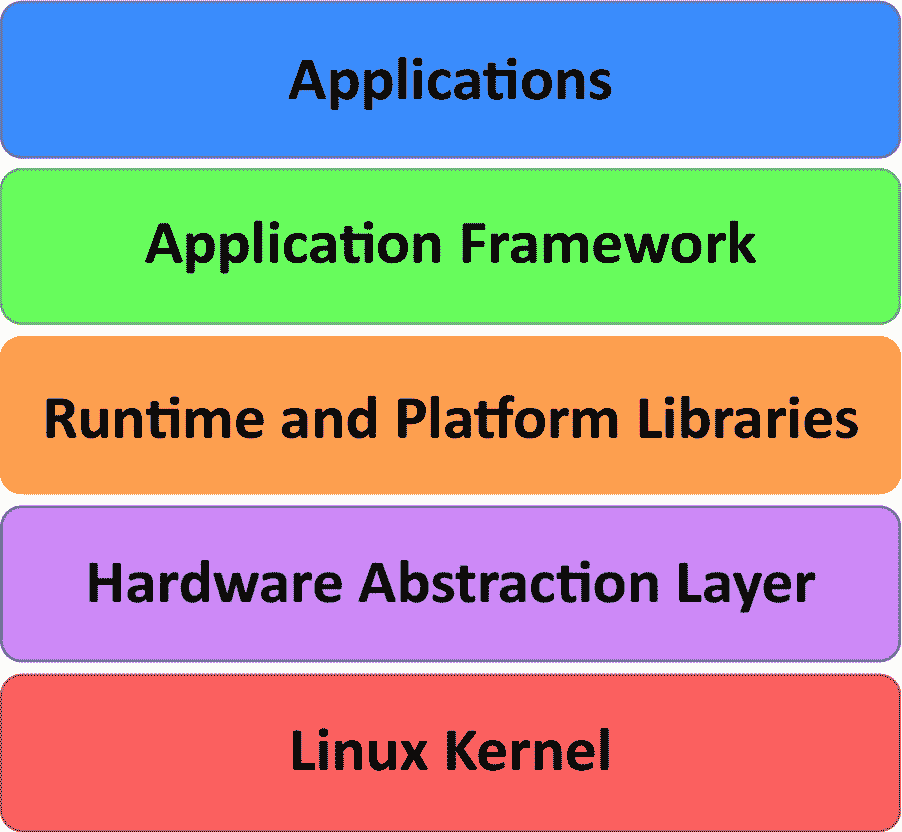 Applications
Application Framework
Runtime and Platform Libraries
Hardware Abstraction Layer
Linux Kernel